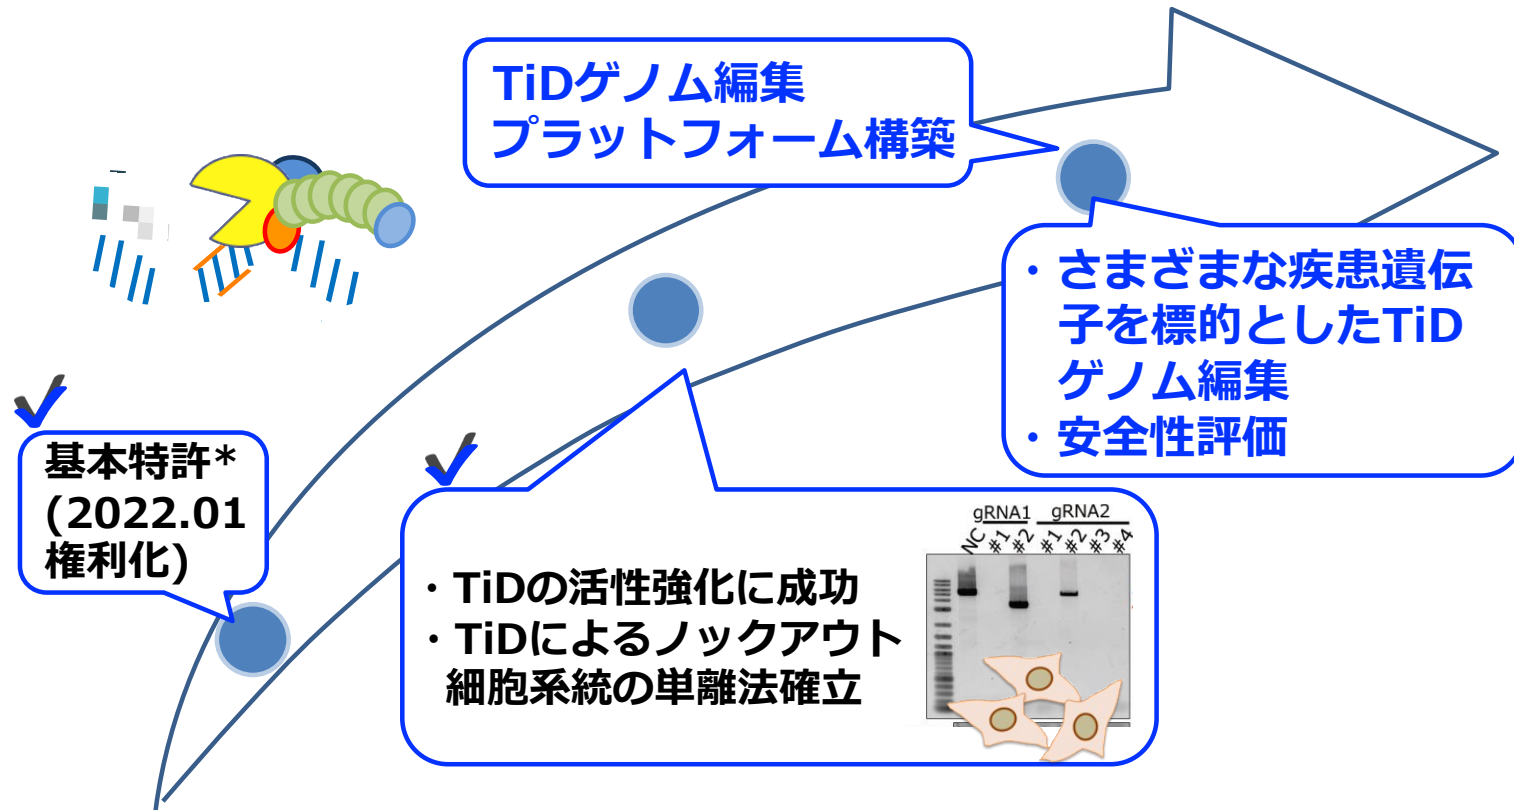 TiDゲノム編集
プラットフォーム構築
・さまざまな疾患遺伝
子を標的としたTiD
ゲノム編集
・安全性評価
基本特許*
(2022.01
権利化)
・TiDの活性強化に成功
・TiDによるノックアウト
細胞系統の単離法確立
gRNA1 gRNA2
NC #1 #2 #1 #2 #3 #4